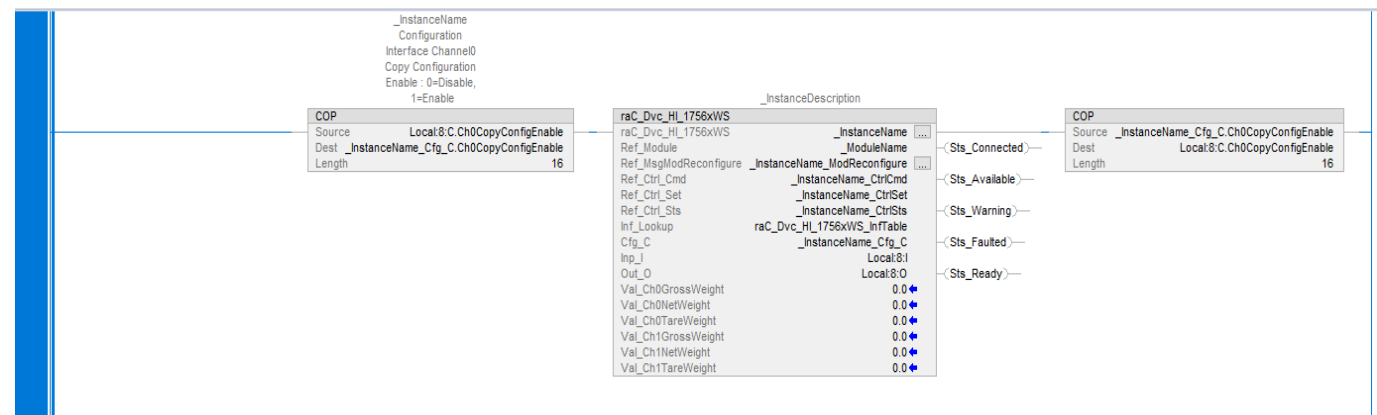 _InstanceName
Configuration
Interface Channel0
Copy Configuration
Enable : 0=Disable,
1=Enable
COP
Source Local:8:C.Ch0CopyConfigEnable
Dest _InstanceName_Cfg_C.Ch0CopyConfigEnable
Length 16
_InstanceDescription
raC_Dvc_HI_1756xWS
raC_Dvc_HI_1756xWS _InstanceName ...
Ref_Module _ModuleName Sts_Connected
Ref_MsgModReconfigure _InstanceName_ModReconfigure ...
Ref_Ctrl_Cmd _InstanceName_CtrlCmd Sts_Available
Ref_Ctrl_Set _InstanceName_CtrlSet
Ref_Ctrl_Sts _InstanceName_CtrlSts Sts_Warning
Inf_Lookup raC_Dvc_HI_1756xWS_InfTable
Cfg_C _InstanceName_Cfg_C Sts_Faulted
Inp_I Local:8:I
Out_O Local:8:O Sts_Ready
Val_Ch0GrossWeight 0.0
Val_Ch0NetWeight 0.0
Val_Ch0TareWeight 0.0
Val_Ch1GrossWeight 0.0
Val_Ch1NetWeight 0.0
Val_Ch1TareWeight 0.0
COP
Source _InstanceName_Cfg_C.Ch0CopyConfigEnable
Dest Local:8:C.Ch0CopyConfigEnable
Length 16